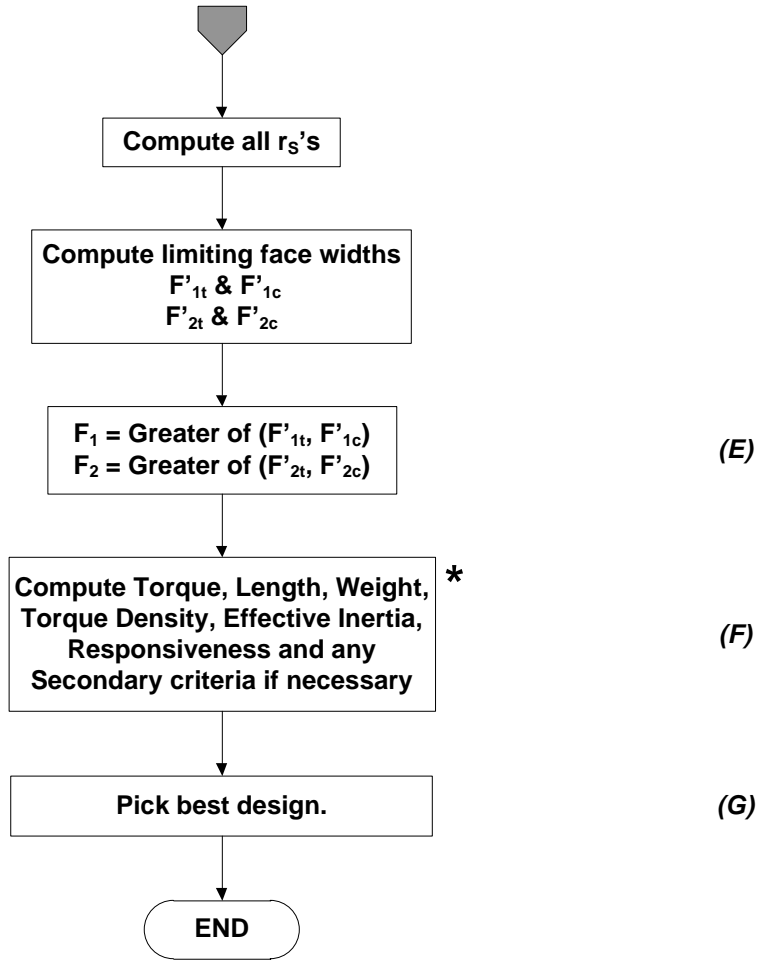 Compute all rS's
Compute limiting face widths
F'1t & F'1c
F'2t & F'2c
F1 = Greater of (F'1t, F'1c)
F2 = Greater of (F'2t, F'2c)
(E)
Compute Torque, Length, Weight,
Torque Density, Effective Inertia,
Responsiveness and any
Secondary criteria if necessary
*
(F)
Pick best design.
(G)
END